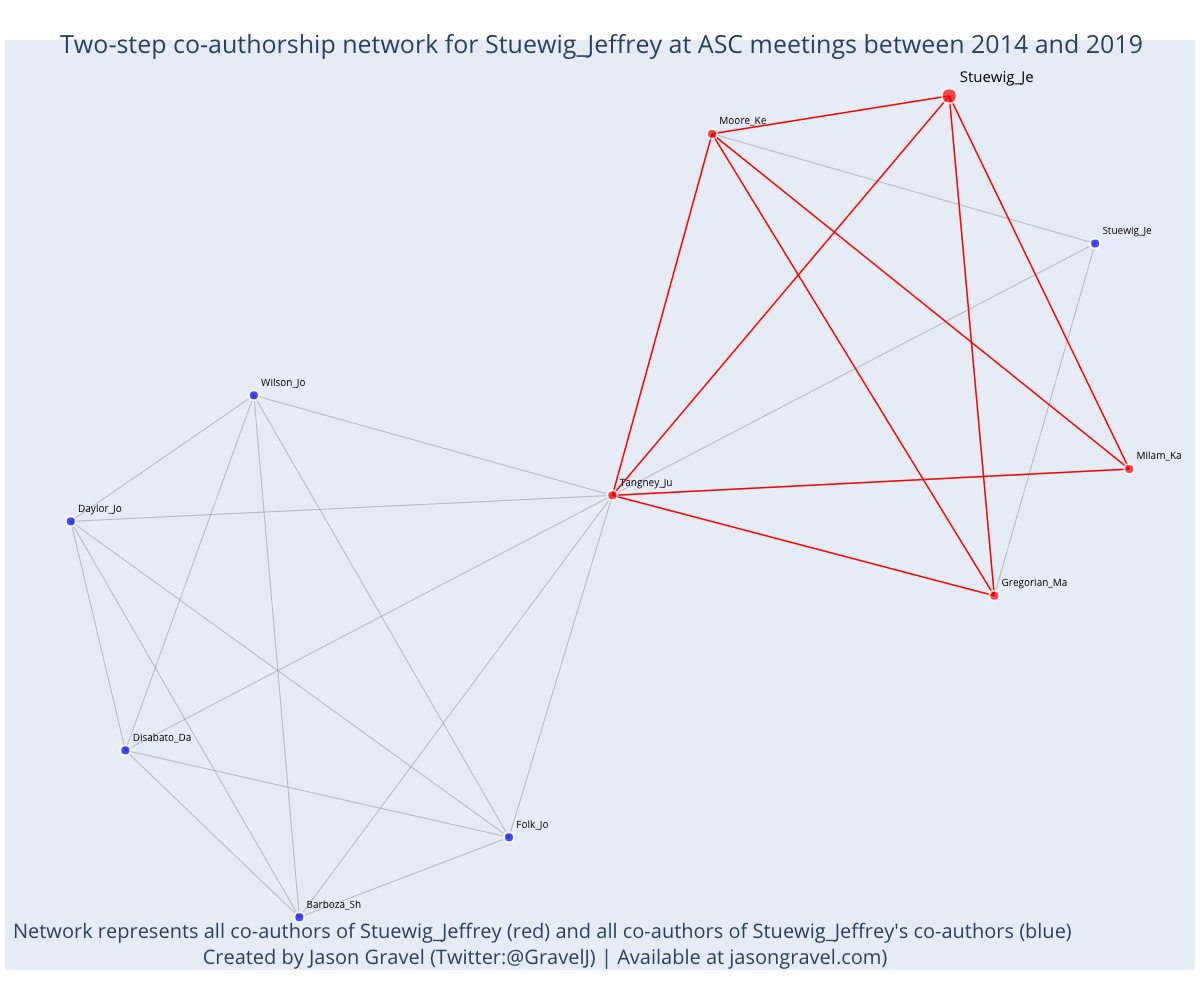 Two-step co-authorship network for Stuewig_Jeffrey at ASC meetings between 2014 and 2019
Stuewig_Je
Moore_Ke
Stuewig_Je
Wilson_Jo
Milam_Ka
Tangney_Ju
Daylor_Jo
Gregorian_Ma
Disabato_Da
Folk_Jo
Barboza_Sh
Network represents all co-authors of Stuewig_Jeffrey (red) and all co-authors of Stuewig_Jeffrey's co-authors (blue)
Created by Jason Gravel (Twitter:@GravelJ) | Available at jasongravel.com)